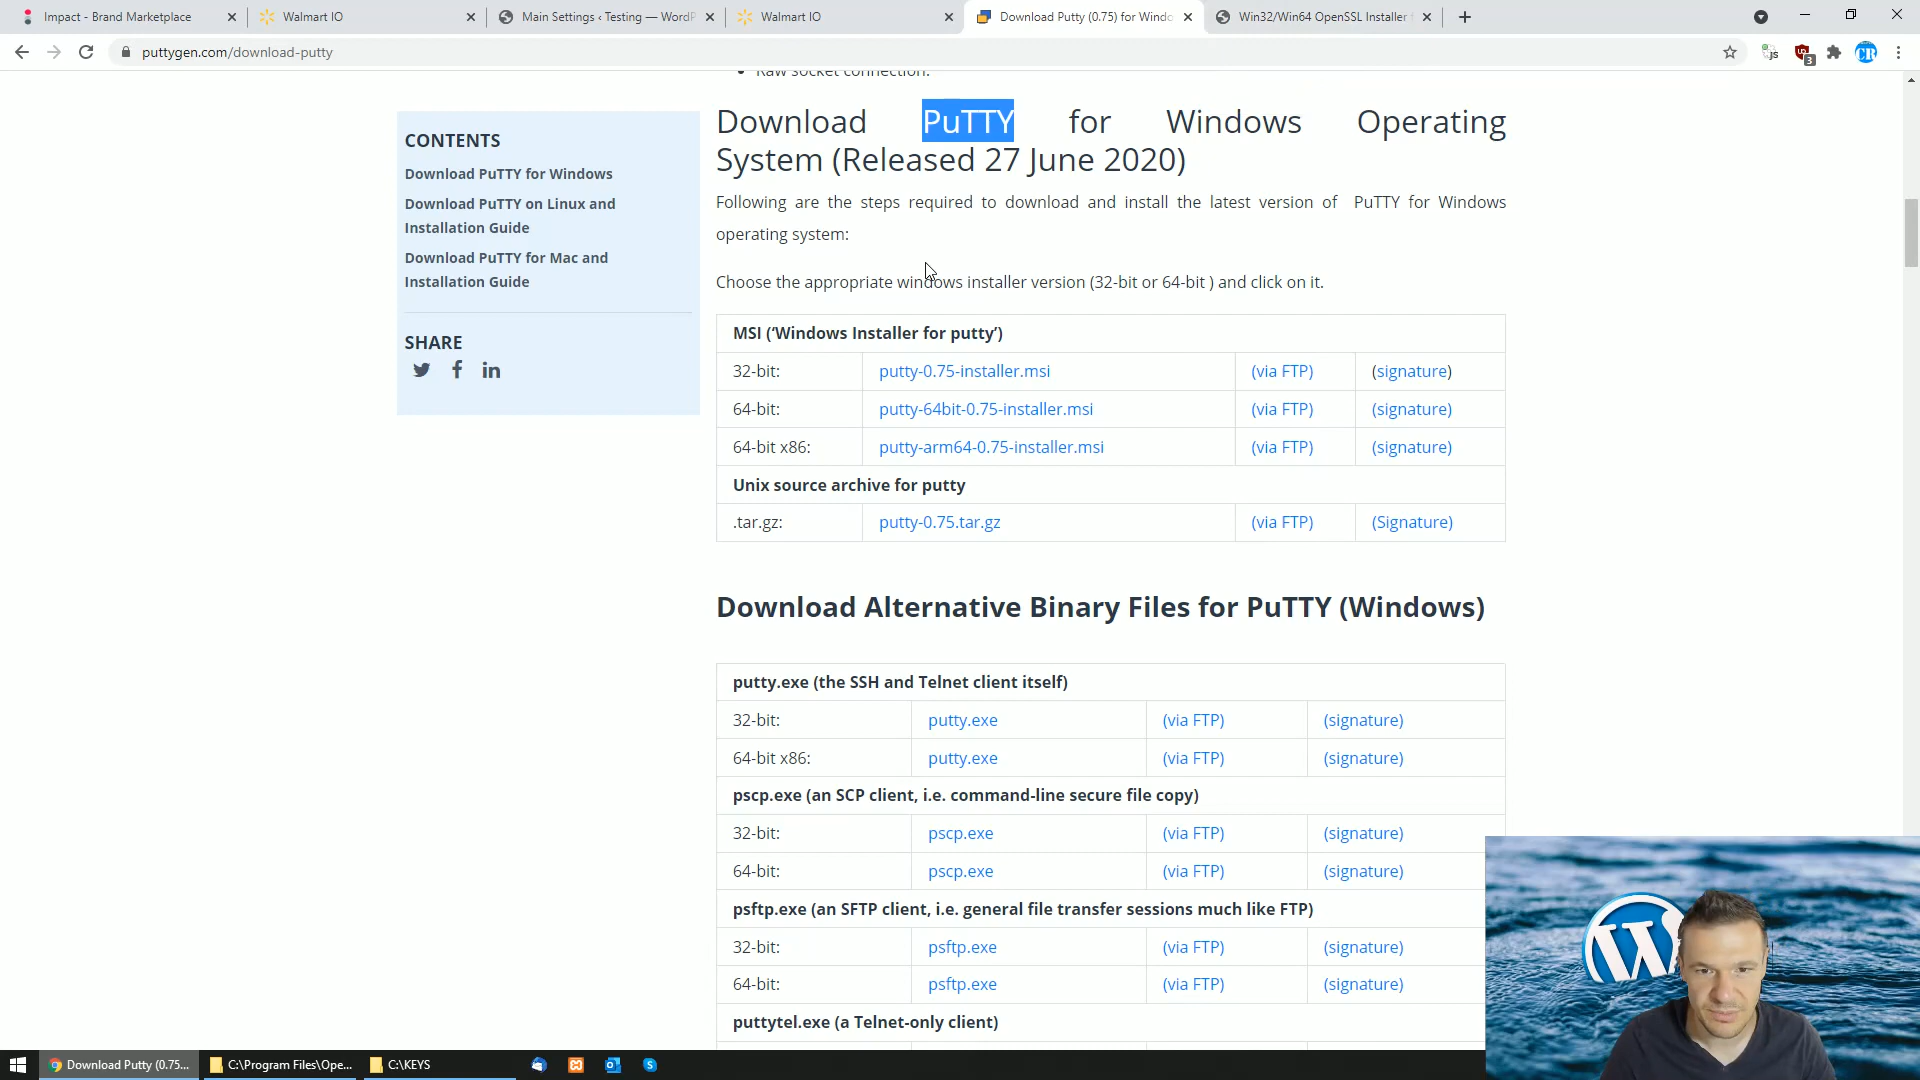 Impact - Brand Marketplace
Walmart IO
Main Settings ‹ Testing — WordP
Walmart IO
Download Putty (0.75) for Windo
Win32/Win64 OpenSSL Installer
puttygen.com/download-putty
3
CR
Raw socket connection.
CONTENTS
Download PuTTY for Windows
Download PuTTY on Linux and
Installation Guide
Download PuTTY for Mac and
Installation Guide
SHARE
Download PuTTY for Windows Operating
System (Released 27 June 2020)
Following are the steps required to download and install the latest version of PuTTY for Windows
operating system:
Choose the appropriate windows installer version (32-bit or 64-bit ) and click on it.
MSI (‘Windows Installer for putty’)
32-bit: putty-0.75-installer.msi (via FTP) (signature)
64-bit: putty-64bit-0.75-installer.msi (via FTP) (signature)
64-bit x86: putty-arm64-0.75-installer.msi (via FTP) (signature)
Unix source archive for putty
.tar.gz: putty-0.75.tar.gz (via FTP) (Signature)
Download Alternative Binary Files for PuTTY (Windows)
putty.exe (the SSH and Telnet client itself)
32-bit: putty.exe (via FTP) (signature)
64-bit x86: putty.exe (via FTP) (signature)
pscp.exe (an SCP client, i.e. command-line secure file copy)
32-bit: pscp.exe (via FTP) (signature)
64-bit: pscp.exe (via FTP) (signature)
psftp.exe (an SFTP client, i.e. general file transfer sessions much like FTP)
32-bit: psftp.exe (via FTP) (signature)
64-bit: psftp.exe (via FTP) (signature)
puttytel.exe (a Telnet-only client)
W
Download Putty (0.75...
C:\Program Files\Ope...
C:\KEYS